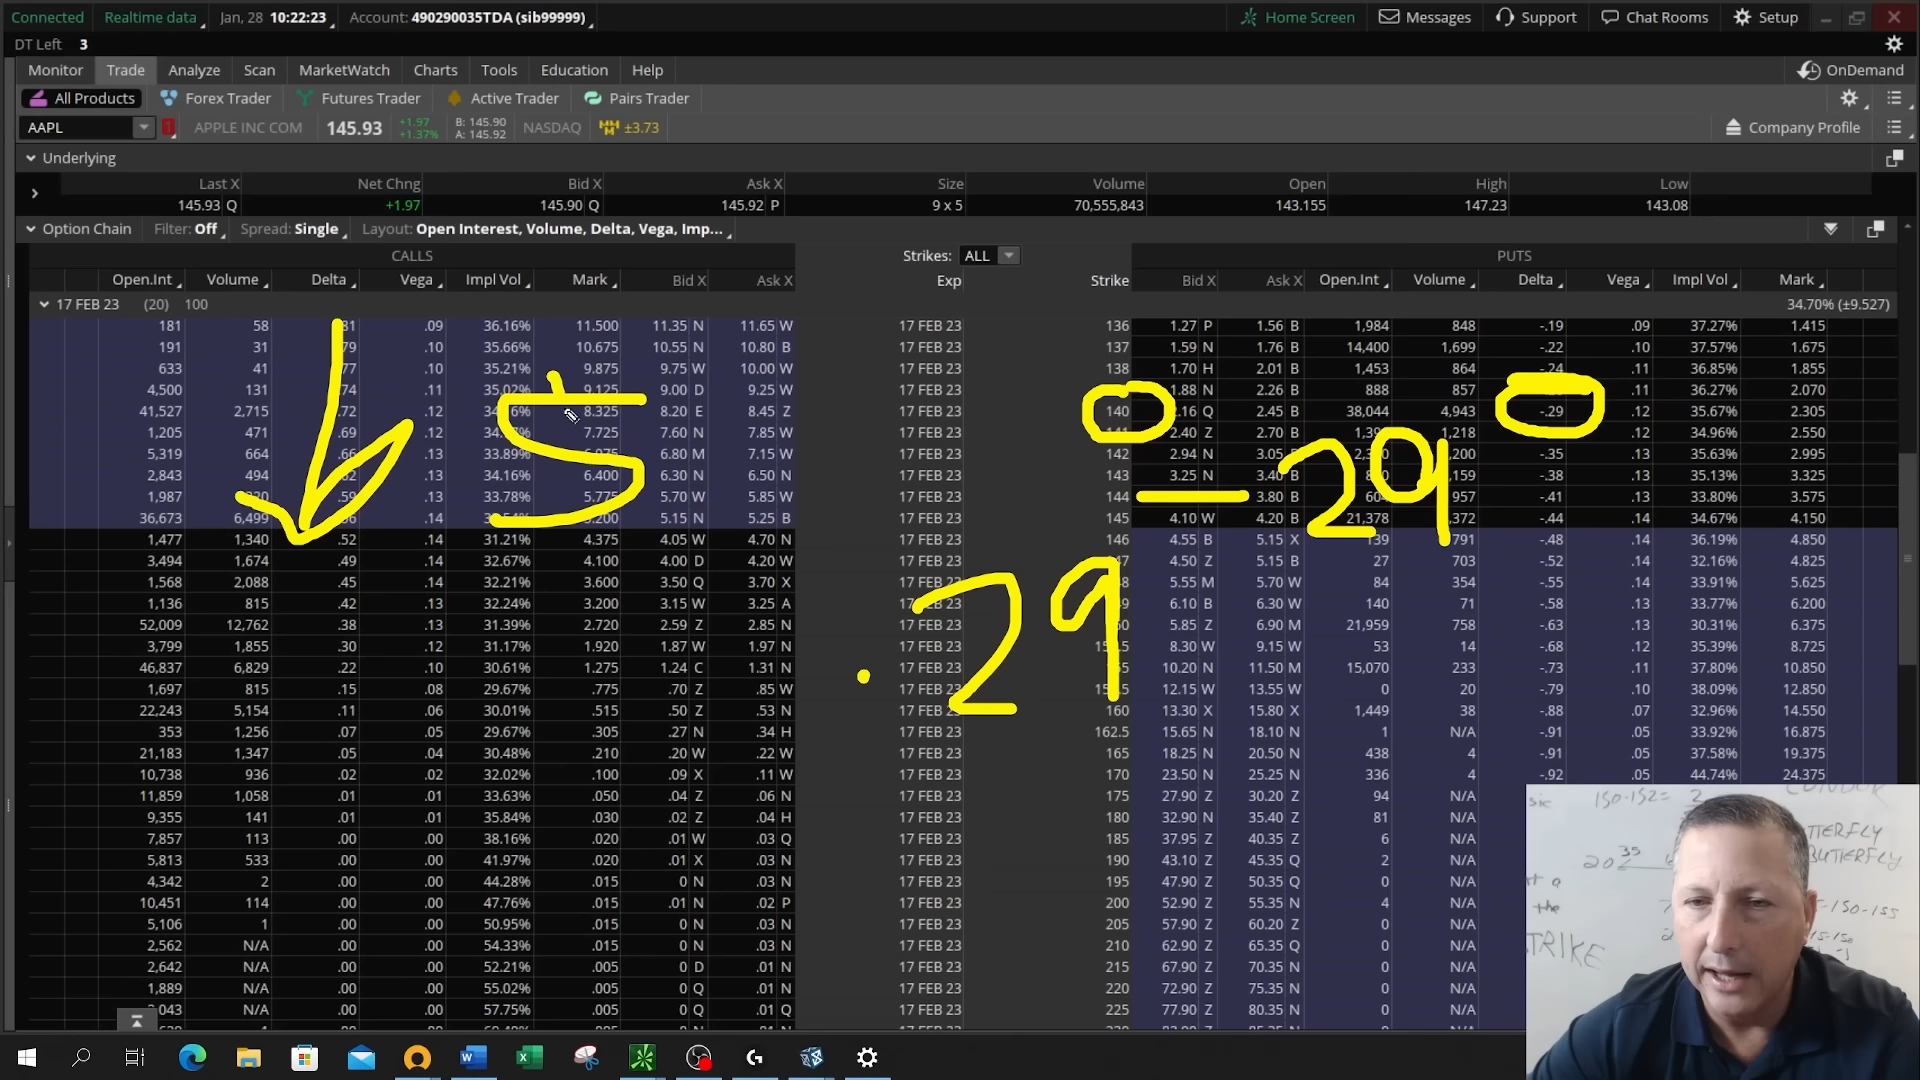 Connected Realtime data Jan, 28 10:22:23 Account: 490290035TDA (sib99999) Home Screen Messages Support Chat Rooms Setup
DT Left 3
Monitor Trade Analyze Scan MarketWatch Charts Tools Education Help OnDemand
All Products Forex Trader Futures Trader Active Trader Pairs Trader
AAPL APPLE INC COM 145.93 +1.97 +1.37% B: 145.90 A: 145.92 NASDAQ ±3.73 Company Profile
Underlying
Last X Net Chng Bid X Ask X Size Volume Open High Low
145.93 Q +1.97 145.90 Q 145.92 P 9 x 5 70,555,843 143.155 147.23 143.08
Option Chain Filter: Off Spread: Single Layout: Open Interest, Volume, Delta, Vega, Imp...
CALLS Strikes: ALL PUTS
Open.Int Volume Delta Vega Impl Vol Mark Bid X Ask X Exp Strike Bid X Ask X Open.Int Volume Delta Vega Impl Vol Mark
17 FEB 23 (20) 100 34.70% (±9.527)
181 58 .09 36.16% 11.500 11.35 N 11.65 W 17 FEB 23 136 1.27 P 1.56 B 1,984 848 -.19 .09 37.27% 1.415
191 31 .10 35.66% 10.675 10.55 N 10.80 B 17 FEB 23 137 1.59 N 1.76 B 14,400 1,699 -.22 .10 37.57% 1.675
633 41 .10 35.21% 9.875 9.75 W 10.00 W 17 FEB 23 138 1.70 H 2.01 B 1,453 864 -.24 .11 36.85% 1.855
4,500 131 .11 35.02% 9.125 9.00 D 9.25 W 17 FEB 23 1.88 N 2.26 B 888 857 .11 36.27% 2.070
41,527 2,715 .72 .12 8.325 8.20 E 8.45 Z 17 FEB 23 140 2.16 Q 2.45 B 38,044 4,943 -.29 .12 35.67% 2.305
1,205 471 .69 .12 7.725 7.60 N 7.85 W 17 FEB 23 2.40 Z 2.70 B 1,218 .12 34.96% 2.550
5,319 664 .66 .13 33.89% 6.80 M 7.15 W 17 FEB 23 142 2.94 N 3.05 -.35 .13 35.63% 2.995
2,843 494 .13 34.16% 6.400 6.30 N 6.50 N 17 FEB 23 143 3.25 N 3.40 B -.38 .13 35.13% 3.325
1,987 .59 .13 33.78% 5.775 5.70 W 5.85 W 17 FEB 23 144 3.80 B 957 -.41 .13 33.80% 3.575
36,673 6,499 .14 5.15 N 5.25 B 17 FEB 23 145 4.10 W 4.20 B 21,378 -.44 .14 34.67% 4.150
1,477 1,340 .52 .14 31.21% 4.375 4.05 W 4.70 N 17 FEB 23 146 4.55 B 5.15 X 139 791 -.48 .14 36.19% 4.850
3,494 1,674 .49 .14 32.67% 4.100 4.00 D 4.20 W 17 FEB 23 4.50 Z 5.15 B 27 703 -.52 .14 32.16% 4.825
1,568 2,088 .45 .14 32.21% 3.600 3.50 Q 3.70 X 17 FEB 23 5.55 M 5.70 W 84 354 -.55 .14 33.91% 5.625
1,136 815 .42 .13 32.24% 3.200 3.15 W 3.25 A 6.10 B 6.30 W 140 71 -.58 .14 33.77% 6.200
52,009 12,762 .38 .13 31.39% 2.720 2.59 Z 2.85 N 17 FEB 23 5.85 Z 6.90 M 21,959 758 -.63 .13 30.31% 6.375
3,799 1,855 .30 .12 31.17% 1.920 1.87 W 1.97 N 17 FEB 23 8.30 W 9.15 W 53 14 -.68 .12 35.39% 8.725
46,837 6,829 .22 .10 30.61% 1.275 1.24 C 1.31 N 17 FEB 23 10.20 N 11.50 M 15,070 233 -.73 .11 37.80% 10.850
1,697 815 .15 .08 29.67% .775 .70 Z .85 W 17 FEB 23 12.15 W 13.55 W 0 20 -.79 .10 38.09% 12.850
22,243 5,154 .11 .06 30.01% .515 .50 Z .53 N 17 FEB 160 13.30 X 15.80 X 1,449 38 -.88 .07 32.96% 14.550
353 1,256 .07 .05 29.67% .305 .27 N .34 H 17 FEB 23 162.5 15.65 N 18.10 N 1 N/A -.91 .05 33.92% 16.875
21,183 1,347 .05 .04 30.48% .210 .20 W .22 W 17 FEB 23 165 18.25 N 20.50 N 438 4 -.91 .05 37.58% 19.375
10,738 936 .02 .02 32.02% .100 .09 X .11 W 17 FEB 23 170 23.50 N 25.25 N 336 4 -.92 .05 44.74% 24.375
11,859 1,058 .01 .01 33.63% .050 .04 Z .06 N 17 FEB 23 175 27.90 Z 30.20 Z 94 N/A
9,355 141 .01 .01 35.84% .030 .02 Z .04 H 17 FEB 23 180 32.90 N 35.40 Z 81 N/A
7,857 113 .00 .00 38.16% .020 .01 W .03 Q 17 FEB 23 185 37.95 Z 40.35 Z 6 N/A
5,813 533 .00 .00 41.97% .020 .01 X .03 N 17 FEB 23 190 43.10 Z 45.35 Q 2 N/A
4,342 2 .00 .00 44.28% .015 0 N .03 N 17 FEB 23 195 47.90 Z 50.35 Q 0 N/A
10,451 114 .00 .00 47.76% .015 .01 N .02 P 17 FEB 23 200 52.90 Z 55.35 N 4 N/A
5,106 1 .00 .00 50.95% .015 0 N .03 N 17 FEB 23 205 57.90 Z 60.20 Z 0 N/A
2,562 N/A .00 .00 54.33% .015 0 N .03 N 17 FEB 23 210 62.90 Z 65.35 Q 0 N/A
2,642 N/A .00 .00 52.21% .005 0 D .01 N 17 FEB 23 215 67.90 Z 70.35 N 0 N/A
1,889 N/A .00 .00 55.02% .005 0 Q .01 N 17 FEB 23 220 72.90 Z 75.35 N 0 N/A
N/A .00 .00 57.75% .005 0 Q .01 Q 17 FEB 23 225 77.90 Z 80.35 N 0 N/A
5
-29
.29
150-152= 2
STRIKE